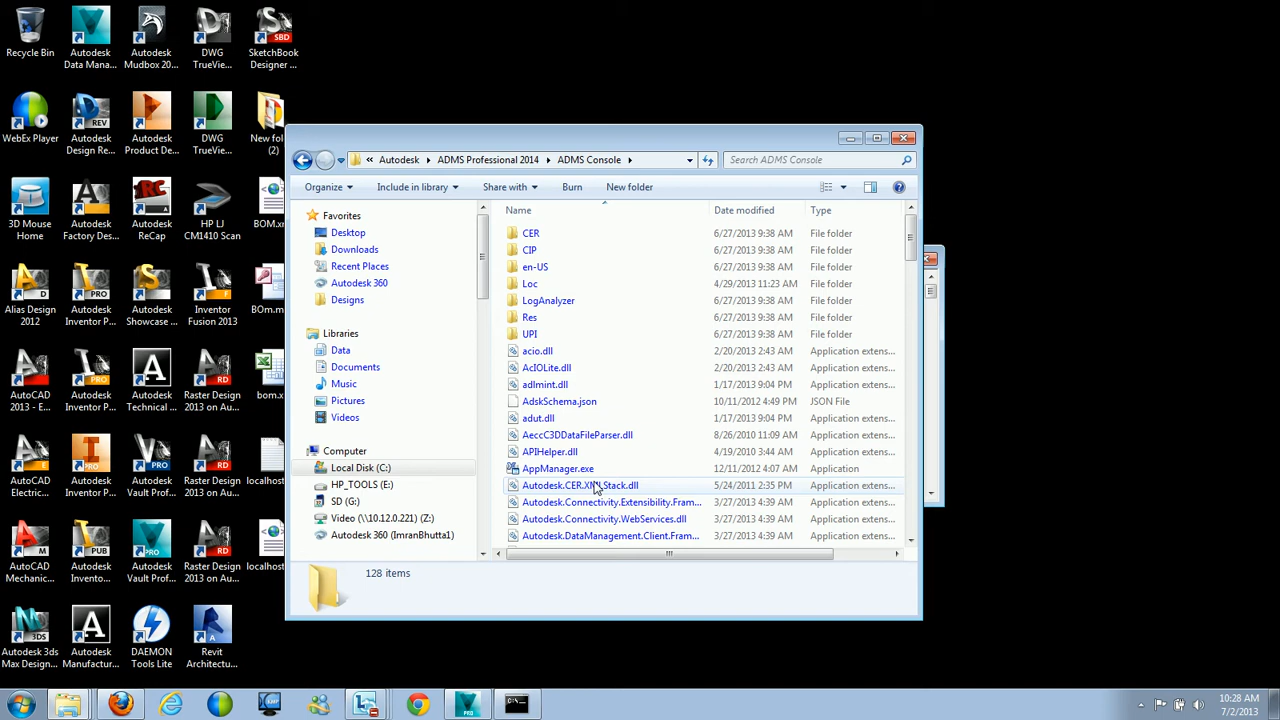 Recycle Bin
Autodesk Data Mana...
Autodesk Mudbox 20...
DWG TrueView...
SketchBook Designer ...
SBD
WebEx Player
REV
Autodesk Design Re...
Autodesk Product De...
DWG TrueView...
New fol (2)
3D Mouse Home
Autodesk Factory Des...
Autodesk ReCap
HP LJ CM1410 Scan
BOM.xm
Alias Design 2012
Autodesk Inventor P...
Autodesk Showcase ...
Inventor Fusion 2013
BOm.m
AutoCAD 2013 - E...
Autodesk Inventor P...
Autodesk Technical ...
Raster Design 2013 on Au...
bom.x
AutoCAD Electric...
Autodesk Inventor P...
Autodesk Vault Prof...
Raster Design 2013 on Au...
localhos
AutoCAD Mechanic...
Autodesk Invento...
Autodesk Vault Prof...
Raster Design 2013 on Au...
localhos
Autodesk 3ds Max Design...
Autodesk Manufactur...
DAEMON Tools Lite
Revit Architectu...
« Autodesk ADMS Professional 2014 ADMS Console
Search ADMS Console
Organize Include in library Share with Burn New folder
Favorites
Desktop
Downloads
Recent Places
Autodesk 360
Designs
Libraries
Data
Documents
Music
Pictures
Videos
Computer
Local Disk (C:)
HP_TOOLS (E:)
SD (G:)
Video (\\10.12.0.221) (Z:)
Autodesk 360 (ImranBhutta1)
Name Date modified Type
CER 6/27/2013 9:38 AM File folder
CIP 6/27/2013 9:38 AM File folder
en-US 6/27/2013 9:38 AM File folder
Loc 4/29/2013 11:23 AM File folder
LogAnalyzer 6/27/2013 9:38 AM File folder
Res 6/27/2013 9:38 AM File folder
UPI 6/27/2013 9:38 AM File folder
acio.dll 2/20/2013 2:43 AM Application extens...
AcIOLite.dll 2/20/2013 2:43 AM Application extens...
adlmint.dll 1/17/2013 9:04 PM Application extens...
AdskSchema.json 10/11/2012 4:49 PM JSON File
adut.dll 1/17/2013 9:04 PM Application extens...
AeccC3DDataFileParser.dll 8/26/2010 11:09 AM Application extens...
APIHelper.dll 4/19/2010 3:44 AM Application extens...
AppManager.exe 12/11/2012 4:07 AM Application
Autodesk.CER.XMLStack.dll 5/24/2011 2:35 PM Application extens...
Autodesk.Connectivity.Extensibility.Fram... 3/27/2013 4:39 AM Application extens...
Autodesk.Connectivity.WebServices.dll 3/27/2013 4:39 AM Application extens...
Autodesk.DataManagement.Client.Fram... 3/27/2013 4:39 AM Application extens...
128 items
10:28 AM
7/2/2013